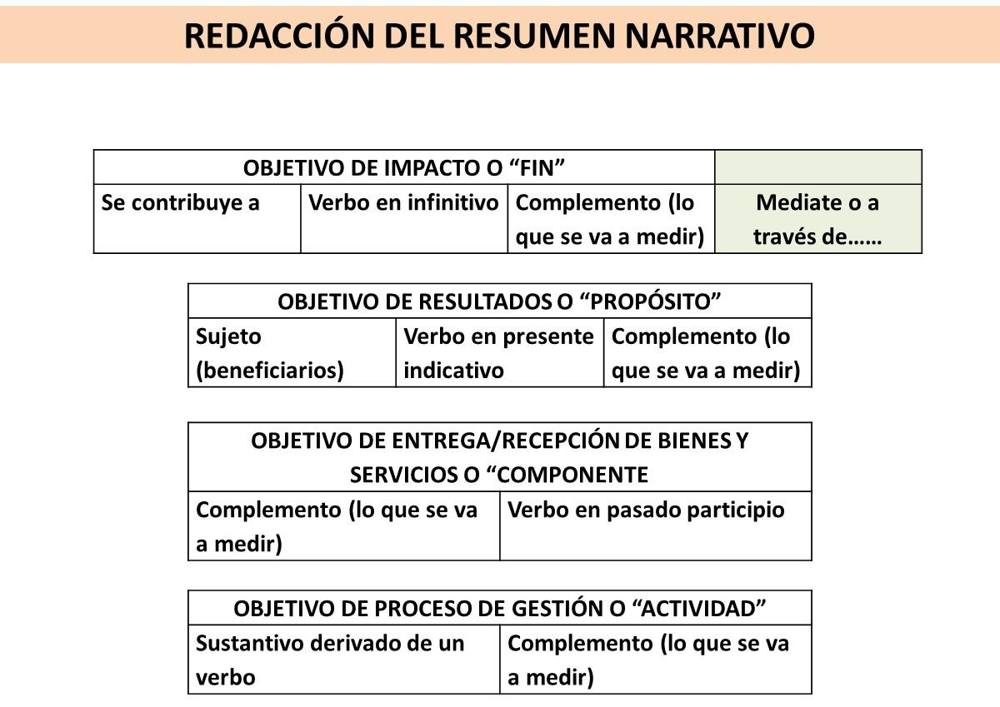 REDACCIÓN DEL RESUMEN NARRATIVO
OBJETIVO DE IMPACTO O “FIN”
Se contribuye a
Verbo en infinitivo
Complemento (lo
que se va a medir)
Mediate o a
través de……
OBJETIVO DE RESULTADOS O “PROPÓSITO”
Sujeto
(beneficiarios)
Verbo en presente
indicativo
Complemento (lo
que se va a medir)
OBJETIVO DE ENTREGA/RECEPCIÓN DE BIENES Y
SERVICIOS O “COMPONENTE
Complemento (lo que se va
a medir)
Verbo en pasado participio
OBJETIVO DE PROCESO DE GESTIÓN O “ACTIVIDAD”
Sustantivo derivado de un
verbo
Complemento (lo que se va
a medir)